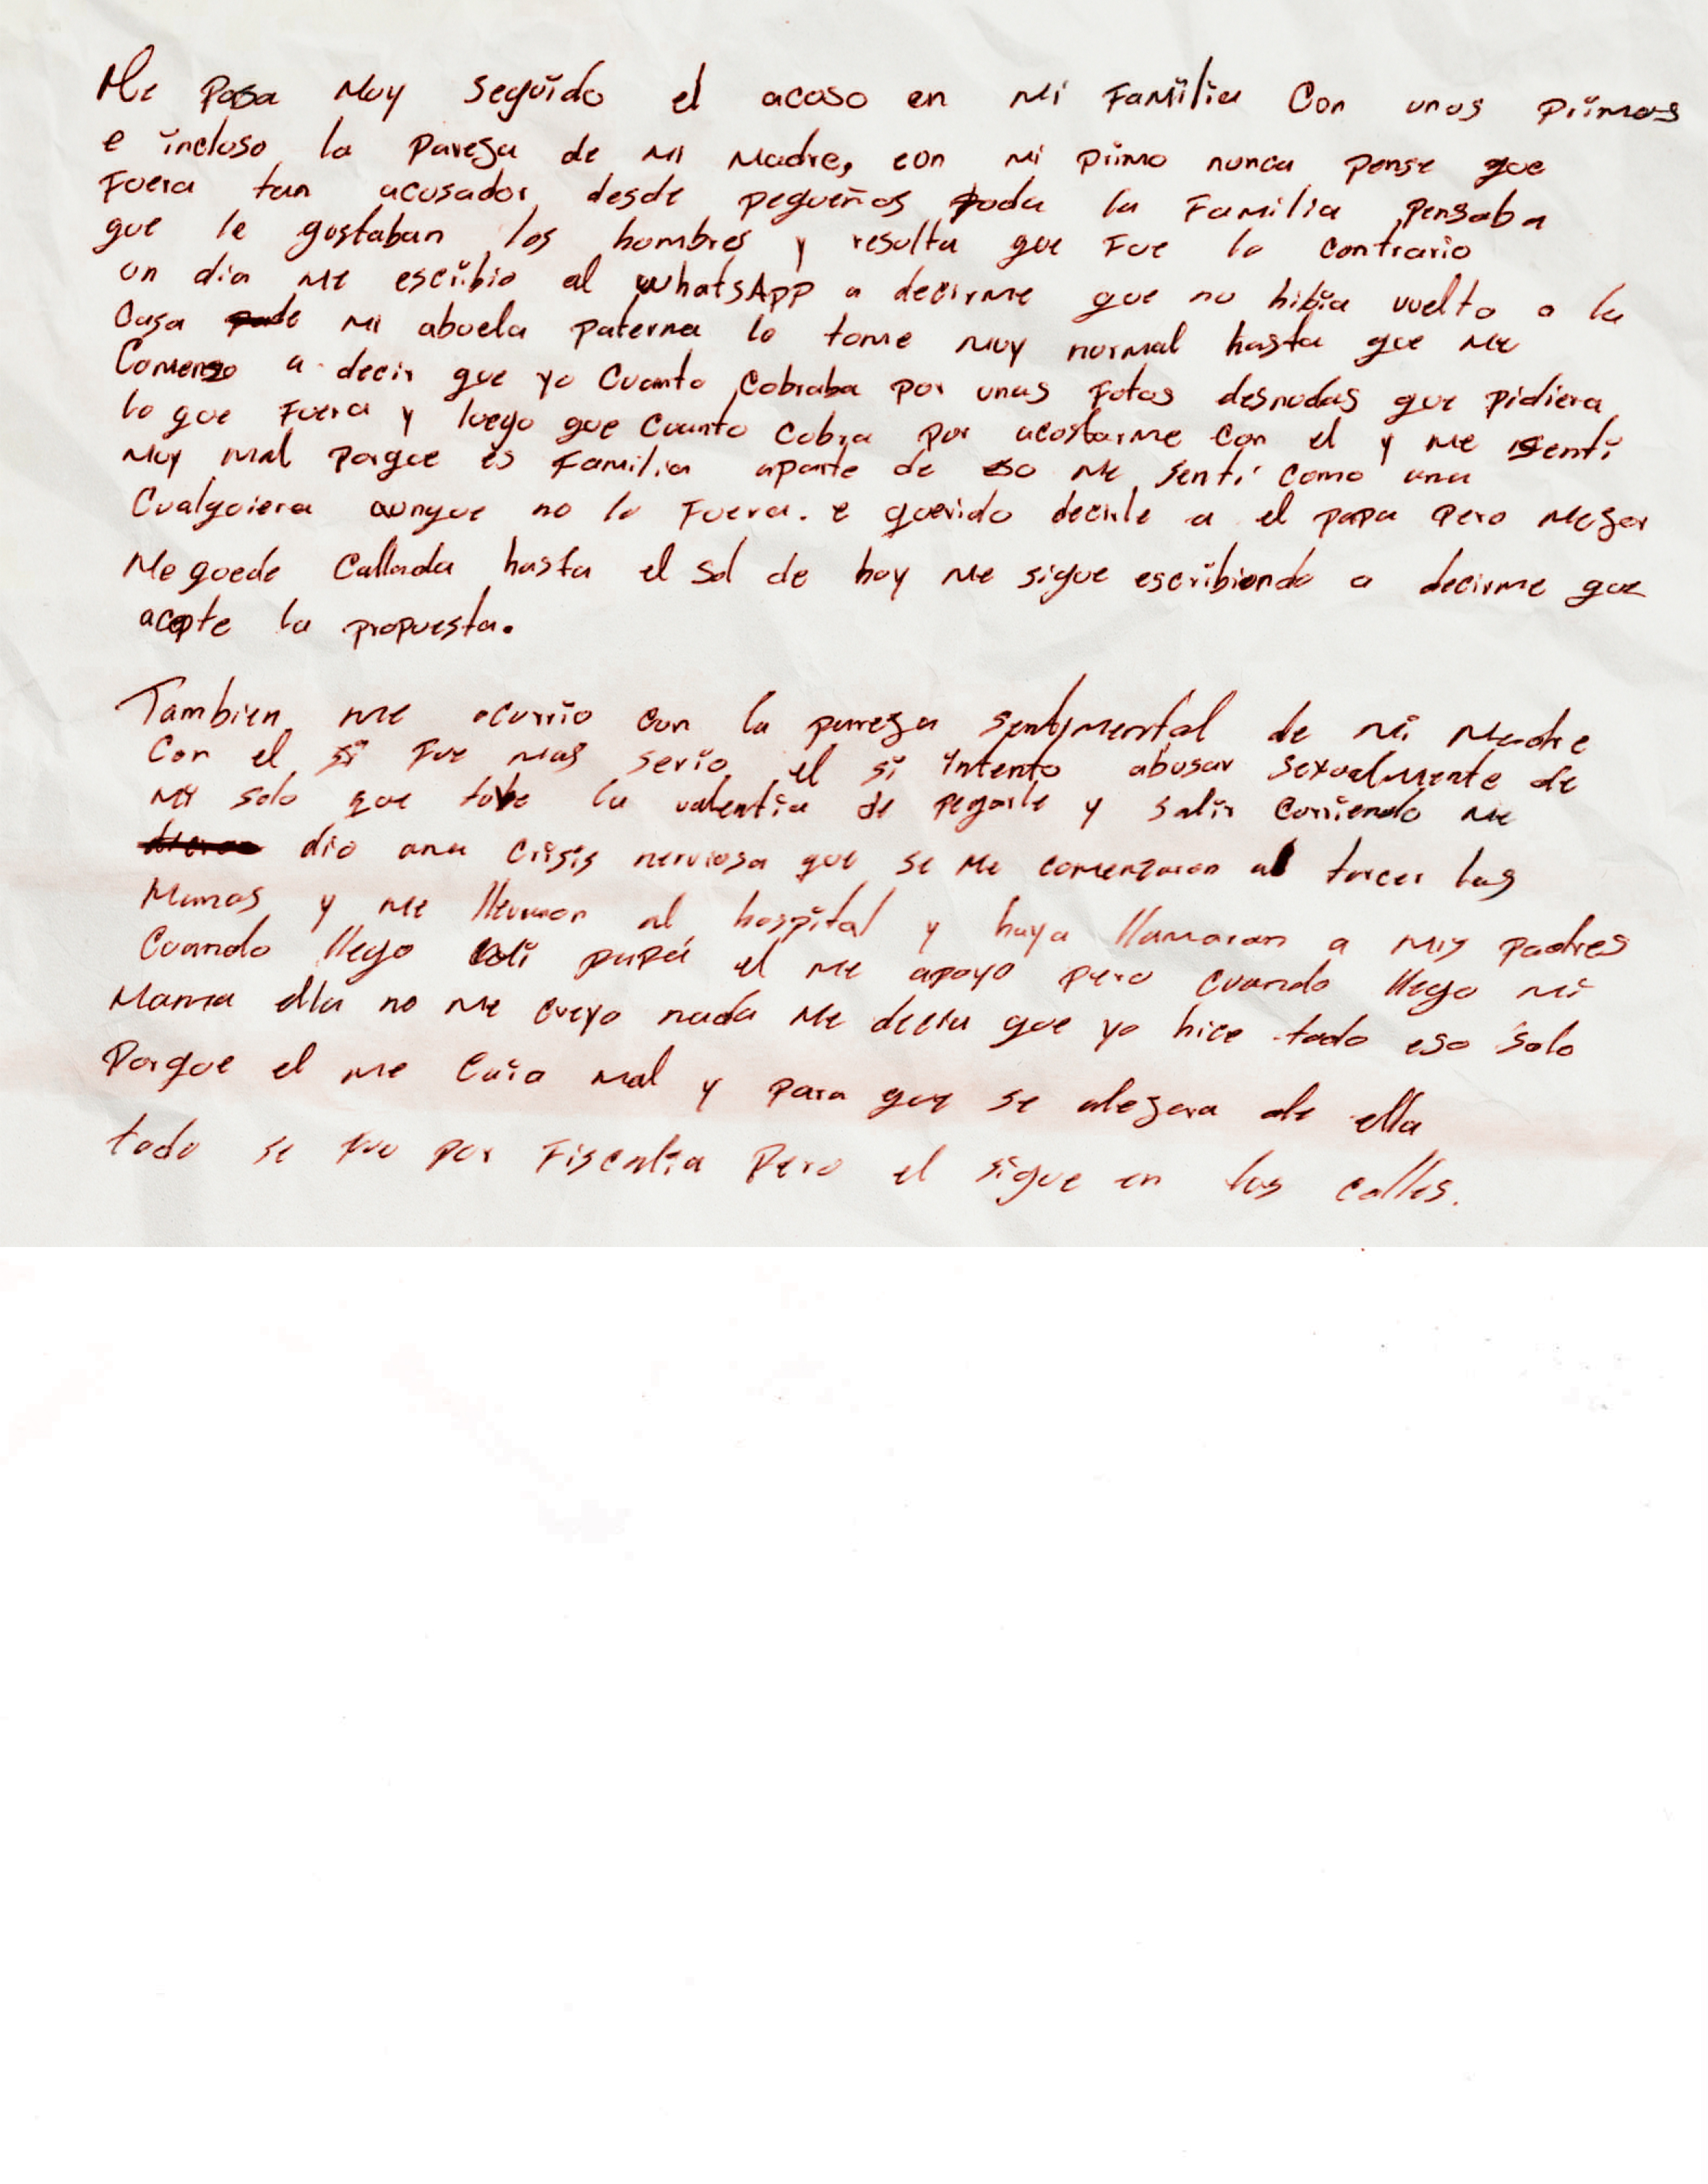 Me Pasa Muy Seguido el acoso en mi Familia Con unos Primos
e incluso la Pareja de mi Madre, con mi primo nunca pense que
Fuera tan acosador desde pequeños toda la Familia pensaba
que le gustaban los hombres y resulta que Fue lo contrario
un dia me escribio al WhatsApp a decirme que no hibia vuelto a la
Casa de mi abuela paterna lo tome muy normal hasta que me
Comenzo a decir que yo Cuanto Cobraba por unas Fotos desnudas que pidiera
lo que Fuera y luego que Cuanto Cobra por acostarme con el y me senti
muy mal Porque es Familia aparte de eso me sentí como una
Cualquiera aunque no lo Fuera. e querido decirle a el papa pero Mejor
Me quede Callada hasta el sol de hoy me sigue escribiendo a decirme que
acepte la propuesta.
Tambien me ocurrio con la pareja sentimental de mi Madre
Con el si Fue mas serio el si intento abusar sexualmente de
mi solo que tube la valentia de pegarle y salir corriendo me
dio una crisis nerviosa que se me comenzaron a torcer las
Manos y me llevaron al hospital y haya llamaron a mis padres
Cuando llego mi papá el me apoyo pero cuando llego mi
Mama ella no me creyo nada me decia que yo hice todo eso solo
Porque el me Caia mal y para que se alejara de ella
todo se fue por Fiscalia Pero el sigue en las calles.